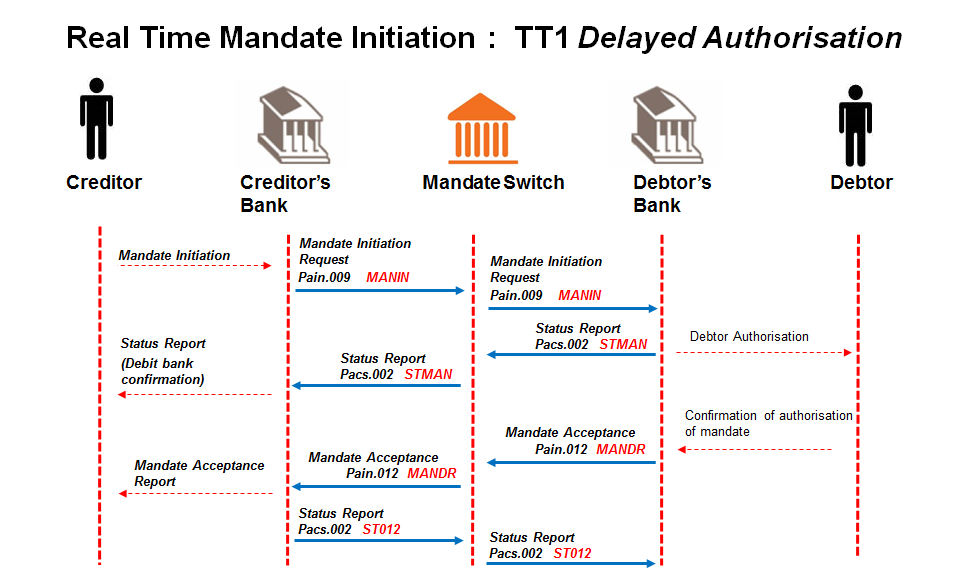 Real Time Mandate Initiation : TT1 Delayed Authorisation
Creditor
Creditor's
Bank
Mandate Switch
Debtor's
Bank
Debtor
Mandate Initiation
Mandate Initiation
Request
Pain.009 MANIN
Mandate Initiation
Request
Pain.009 MANIN
Status Report
Pacs.002 STMAN
Debtor Authorisation
Status Report
(Debit bank
confirmation)
Status Report
Pacs.002 STMAN
Confirmation of authorisation
of mandate
Mandate Acceptance
Pain.012 MANDR
Mandate Acceptance
Pain.012 MANDR
Mandate Acceptance
Report
Status Report
Pacs.002 ST012
Status Report
Pacs.002 ST012